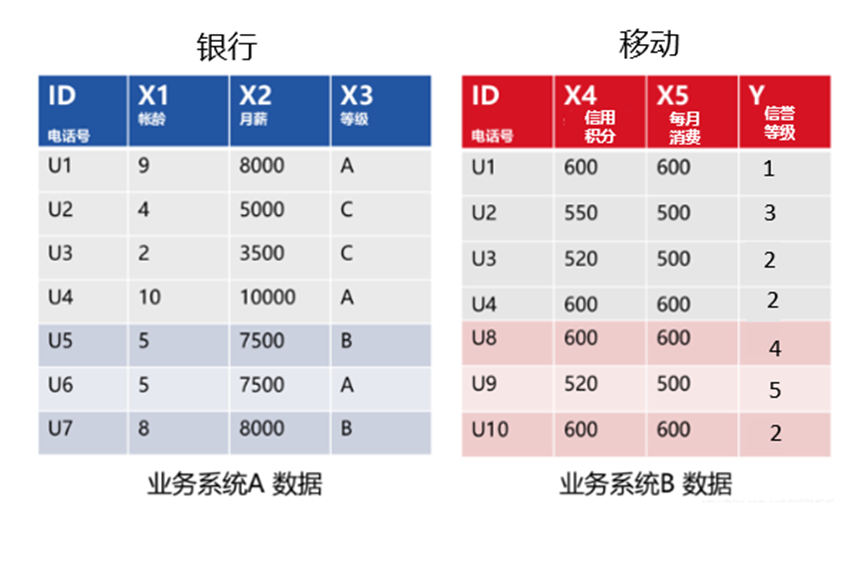 银行
移动
ID X1 X2 X3
电话号 帐龄 月薪 等级
U1 9 8000 A
U2 4 5000 C
U3 2 3500 C
U4 10 10000 A
U5 5 7500 B
U6 5 7500 A
U7 8 8000 B
业务系统A 数据
ID X4 X5 Y
电话号 信用积分 每月消费 信誉等级
U1 600 600 1
U2 550 500 3
U3 520 500 2
U4 600 600 2
U8 600 600 4
U9 520 500 5
U10 600 600 2
业务系统B 数据